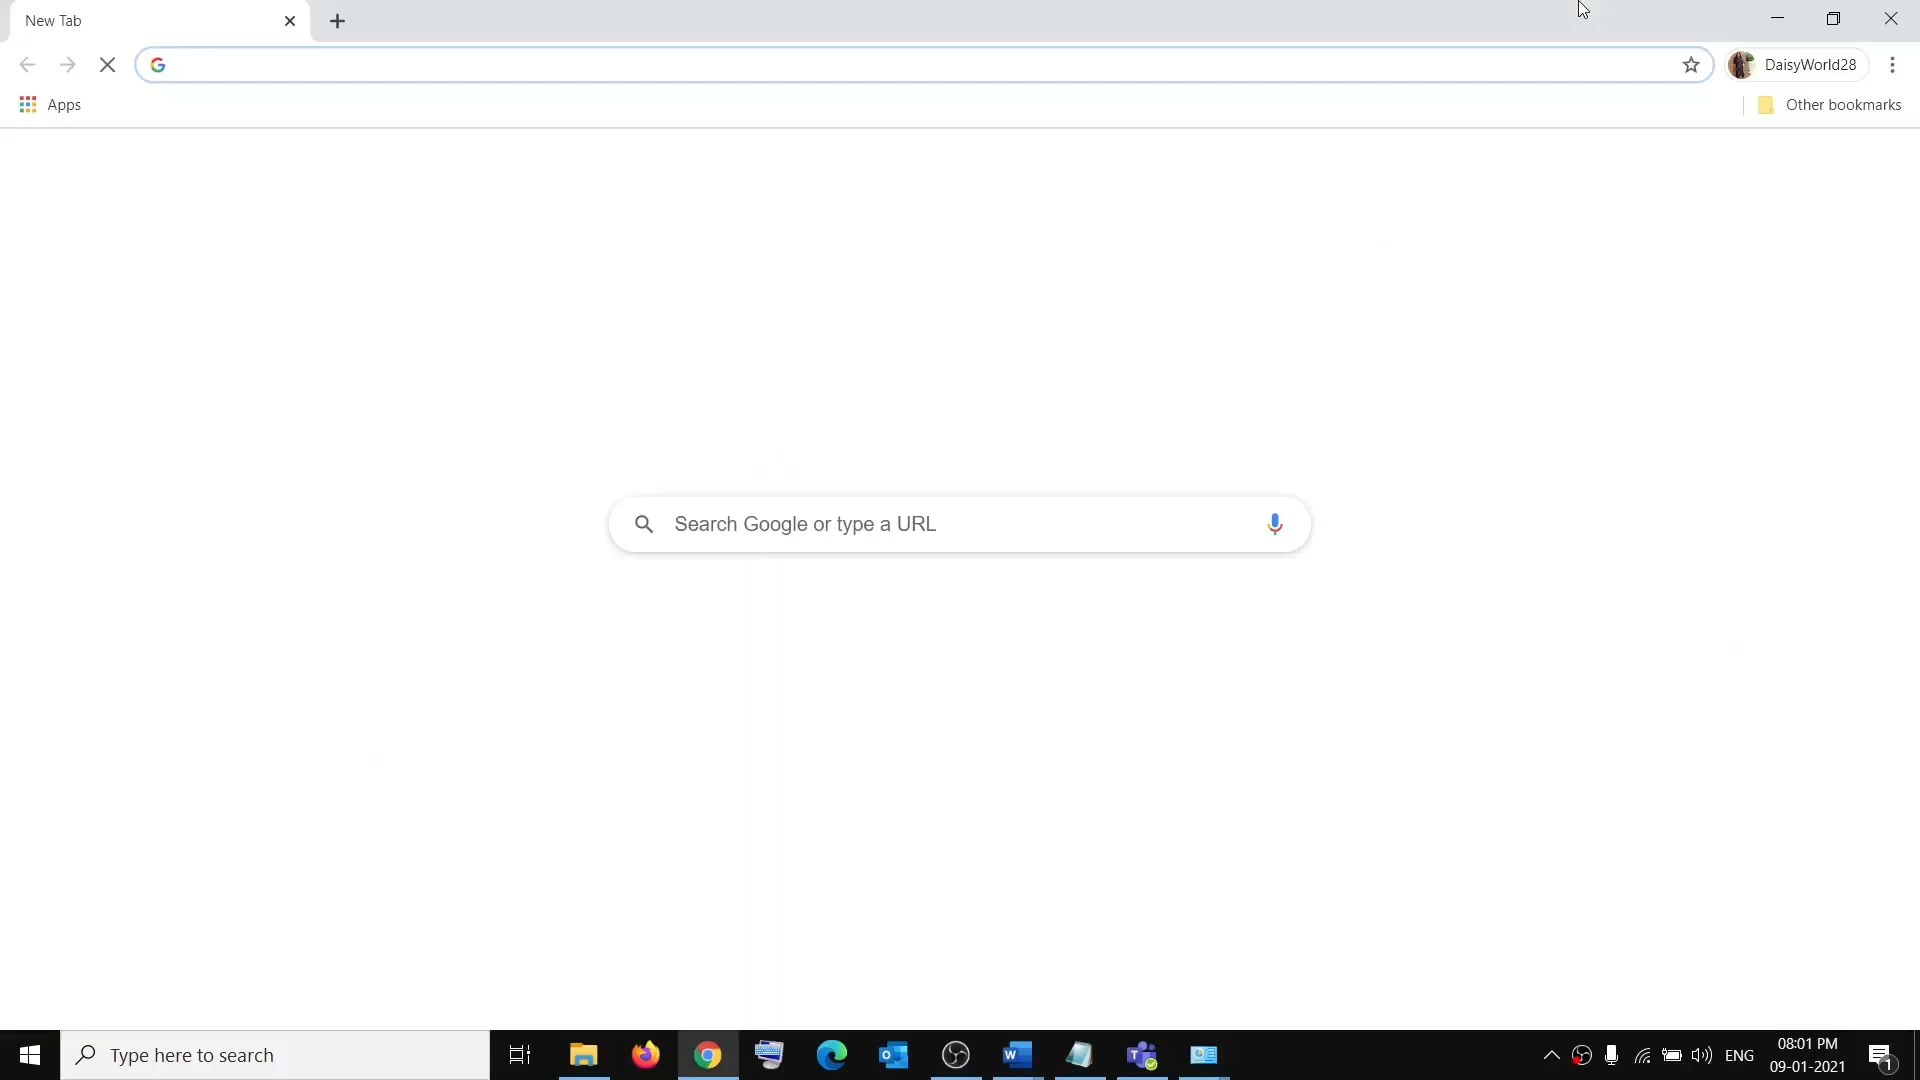 New Tab
DaisyWorld28
Apps
Other bookmarks
Search Google or type a URL
Type here to search
ENG
08:01 PM
09-01-2021
1